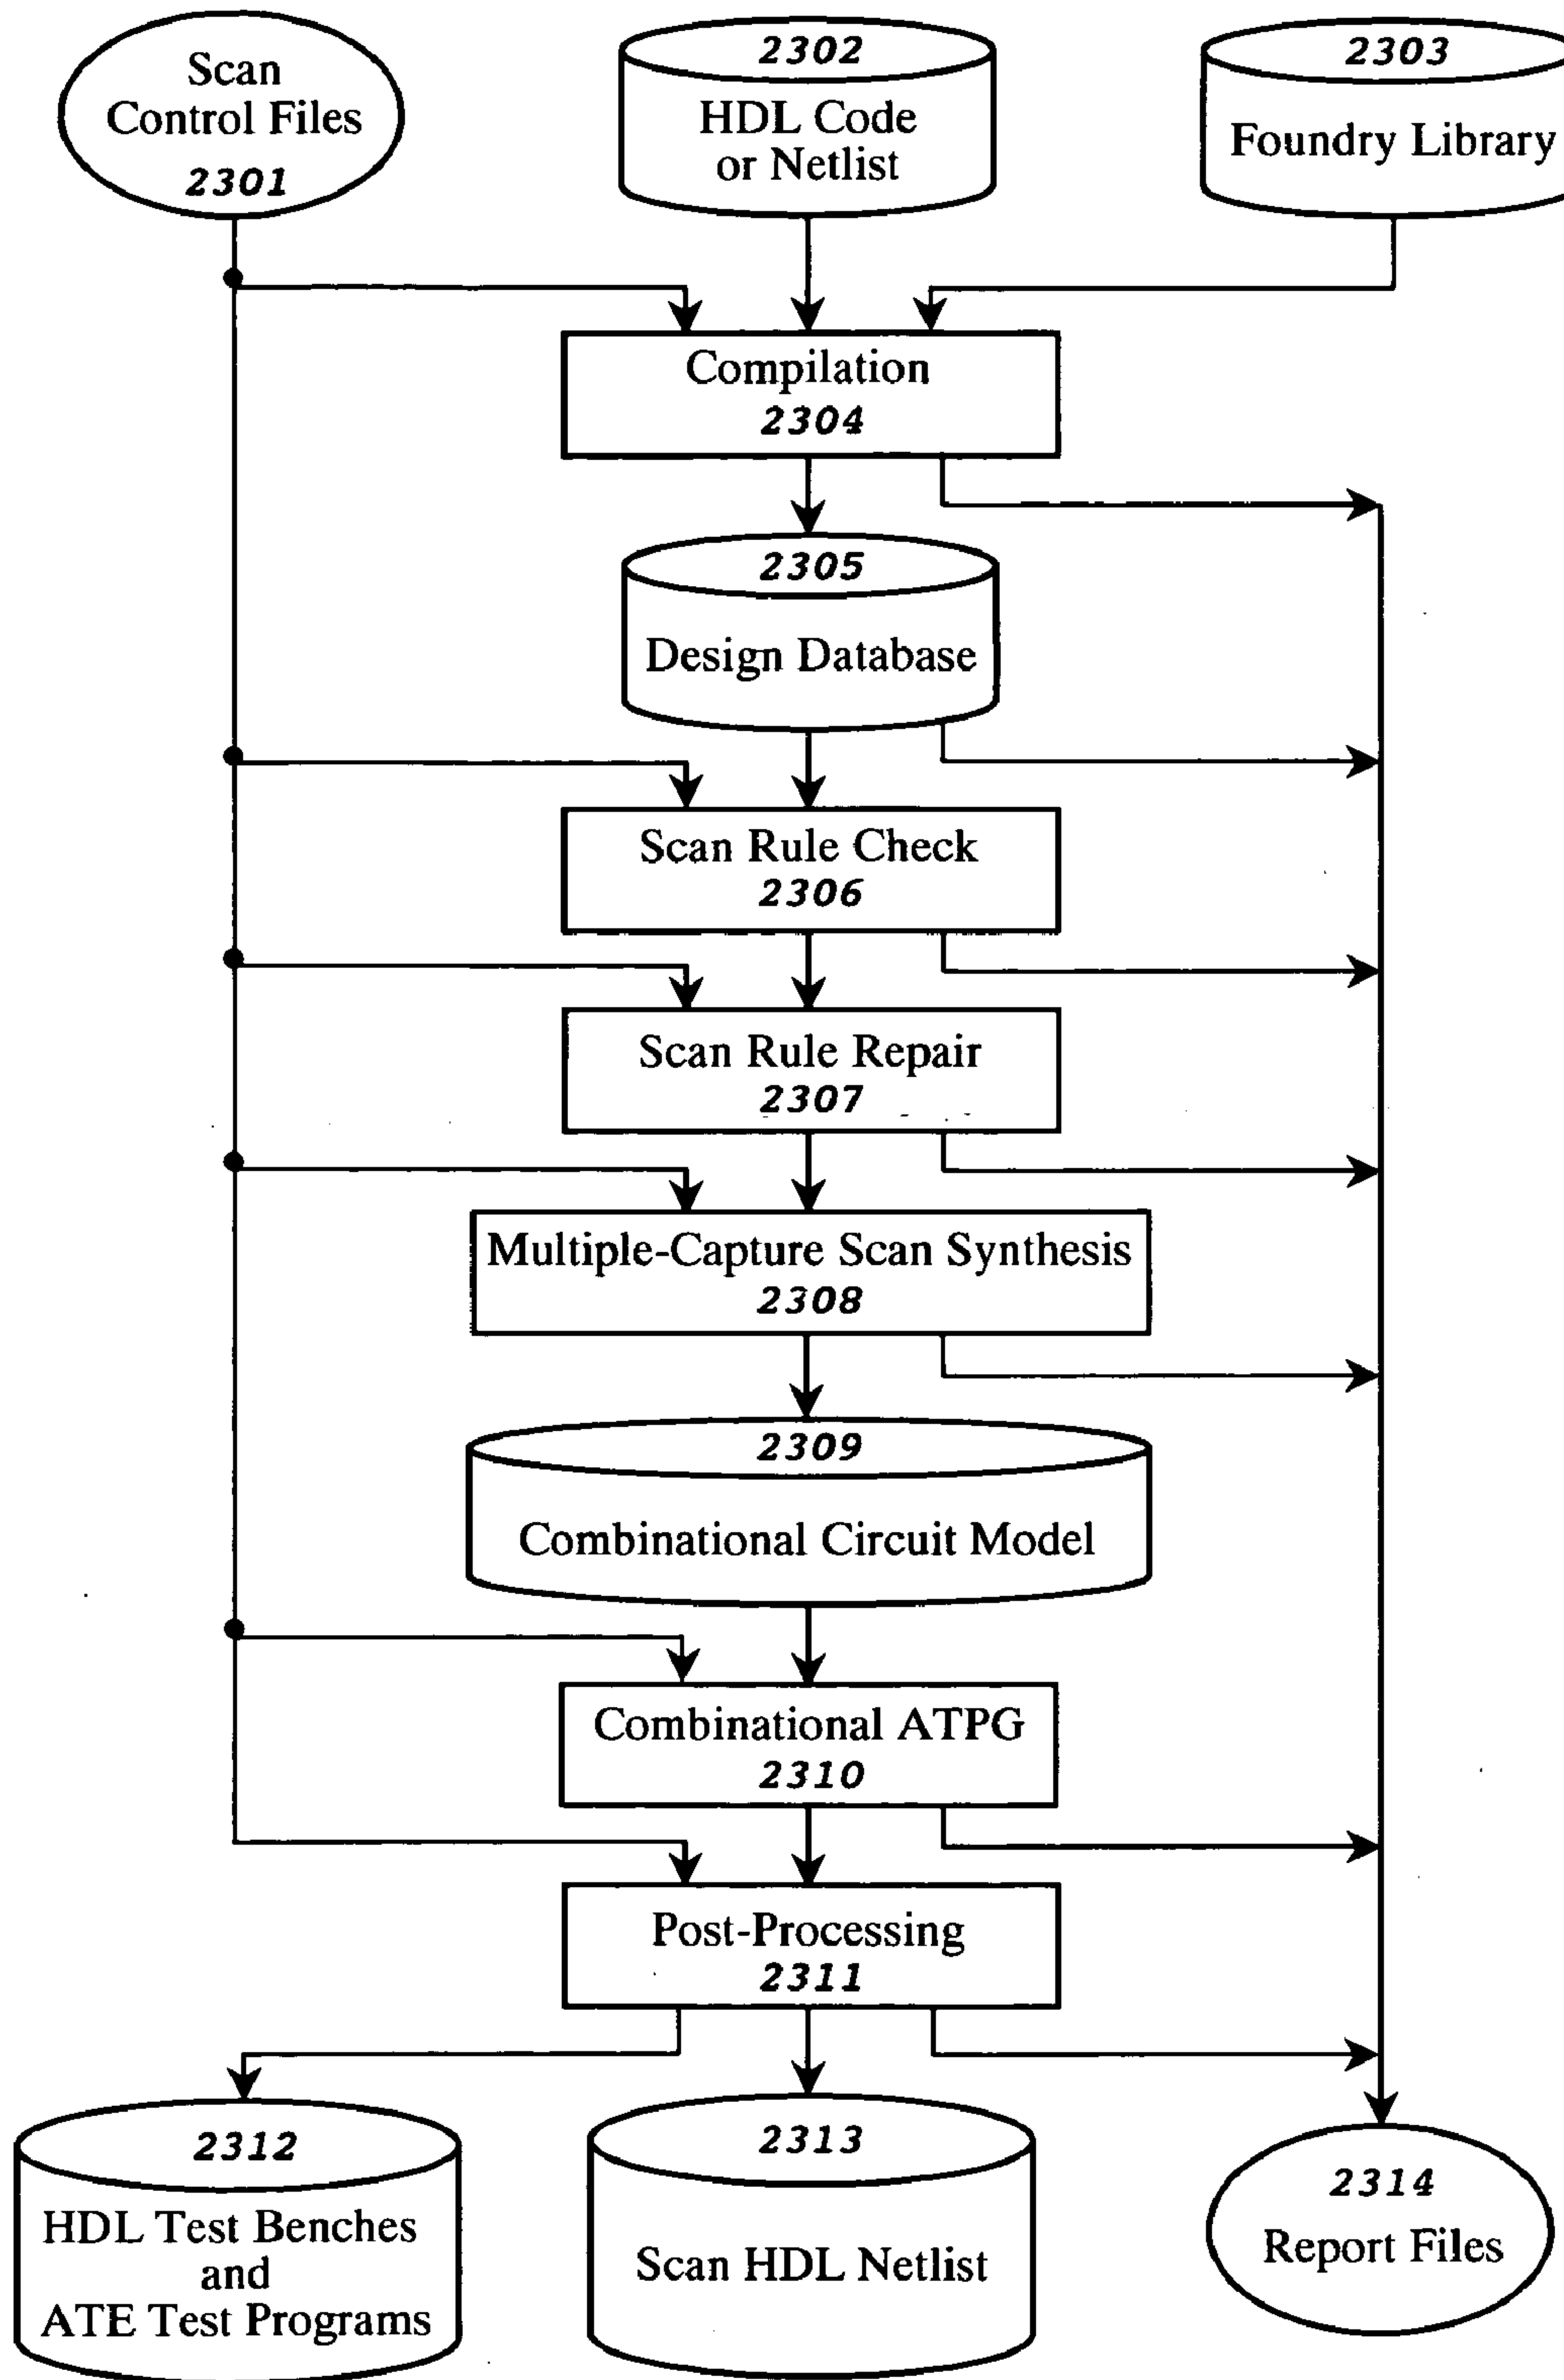 Scan
Control Files
2301
2302
HDL Code
or Netlist
2303
Foundry Library
Compilation
2304
2305
Design Database
Scan Rule Check
2306
Scan Rule Repair
2307
Multiple-Capture Scan Synthesis
2308
2309
Combinational Circuit Model
Combinational ATPG
2310
Post-Processing
2311
2312
HDL Test Benches
and
ATE Test Programs
2313
Scan HDL Netlist
2314
Report Files